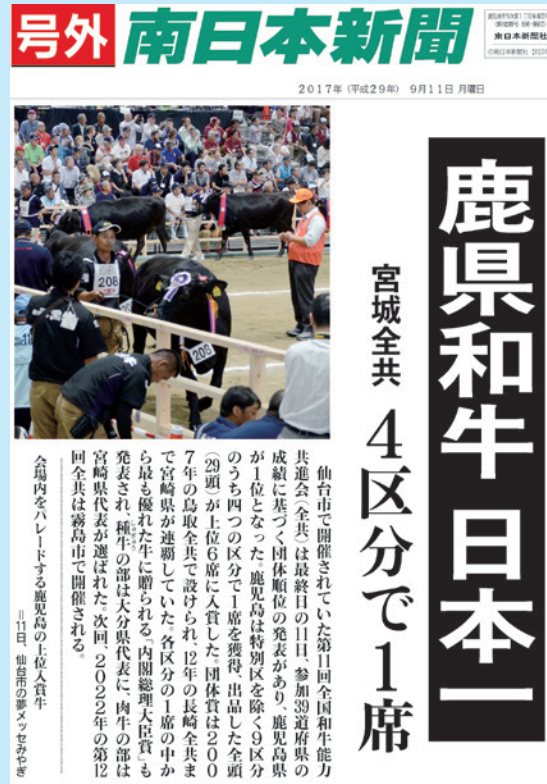 号外
南日本新聞
南日本新聞社
2017年（平成29年） 9月11日 月曜日
鹿県和牛 日本一
宮城全共 4区分で1席
208
209
仙台市で開催されていた第11回全国和牛能力
共進会（全共）は最終日の11日、参加39道府県の
成績に基づく団体順位の発表があり、鹿児島県
が1位となった。鹿児島は特別区を除く9区分
のうち四つの区分で1席を獲得、出品した全頭
（29頭）が上位6席に入賞した。団体賞は200
7年の鳥取全共で設けられ、12年の長崎全共ま
で宮崎県が連覇していた。各区分の1席の中か
ら最も優れた牛に贈られる「内閣総理大臣賞」も
発表され、種牛の部は大分県代表に、肉牛の部は
宮崎県代表が選ばれた。次回、2022年の第12
回全共は霧島市で開催される。
会場内をパレードする鹿児島の上位入賞牛
＝11日、仙台市の夢メッセみやぎ